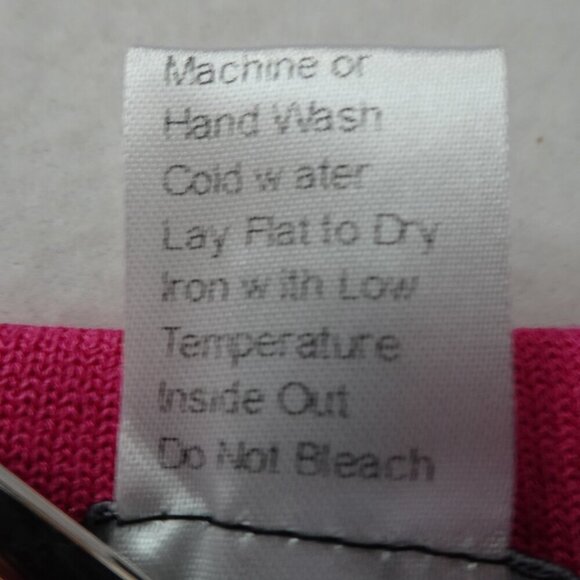 Machine or
Hand Wash
Cold water
Lay Flat to Dry
Iron with Low
Temperature
Inside Out
Do Not Bleach